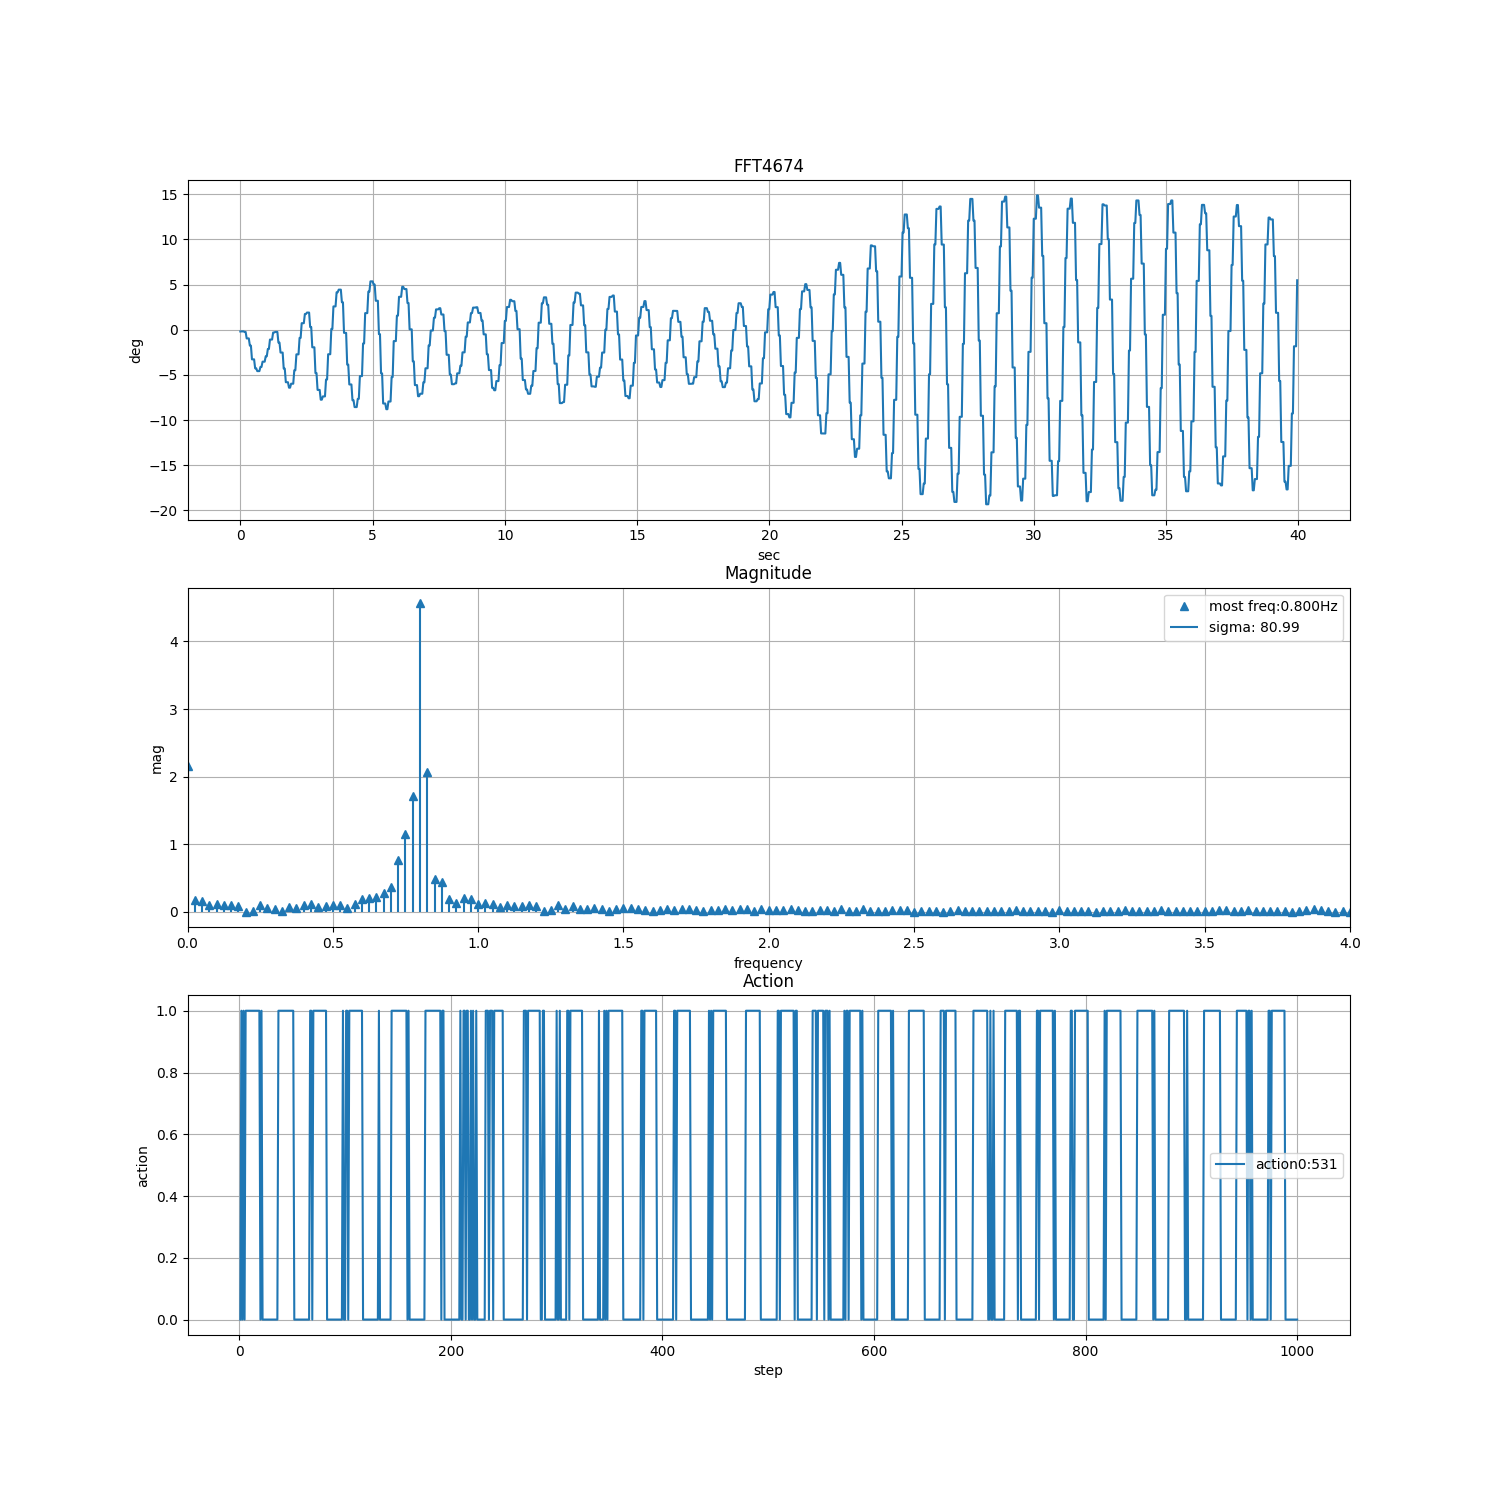 FFT4674
15
10
5
0
−5
−10
−15
−20
deg
0 5 10 15 20 25 30 35 40
sec
Magnitude
most freq:0.800Hz
sigma: 80.99
4
3
2
1
0
mag
0.0 0.5 1.0 1.5 2.0 2.5 3.0 3.5 4.0
frequency
Action
1.0
0.8
0.6
0.4
0.2
0.0
action
action0:531
0 200 400 600 800 1000
step